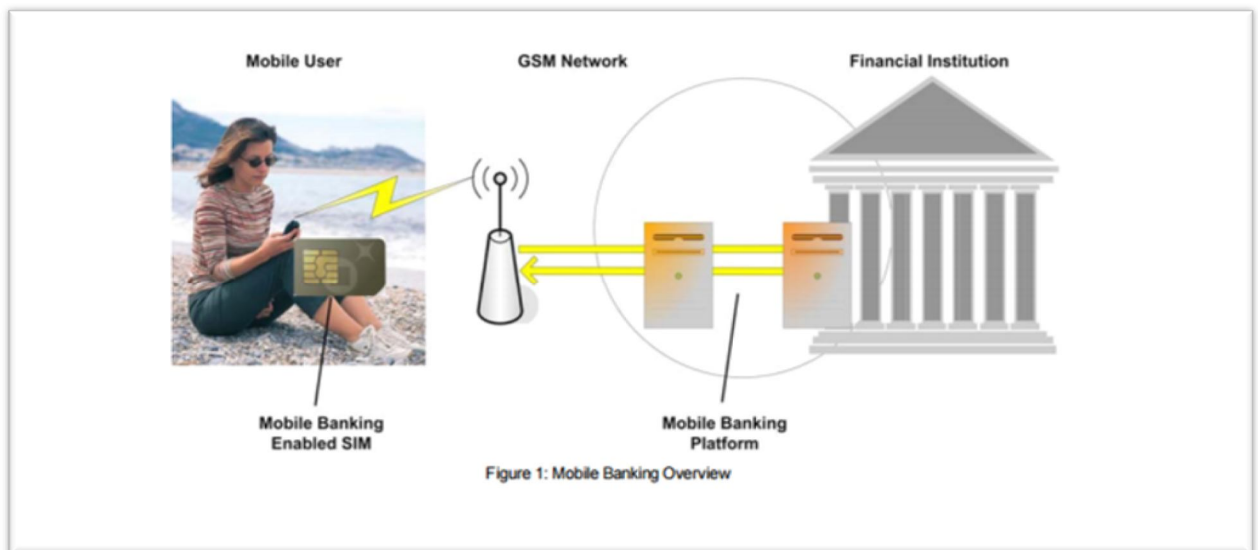 Mobile User
GSM Network
Financial Institution
Mobile Banking
Enabled SIM
Mobile Banking
Platform
Figure 1: Mobile Banking Overview